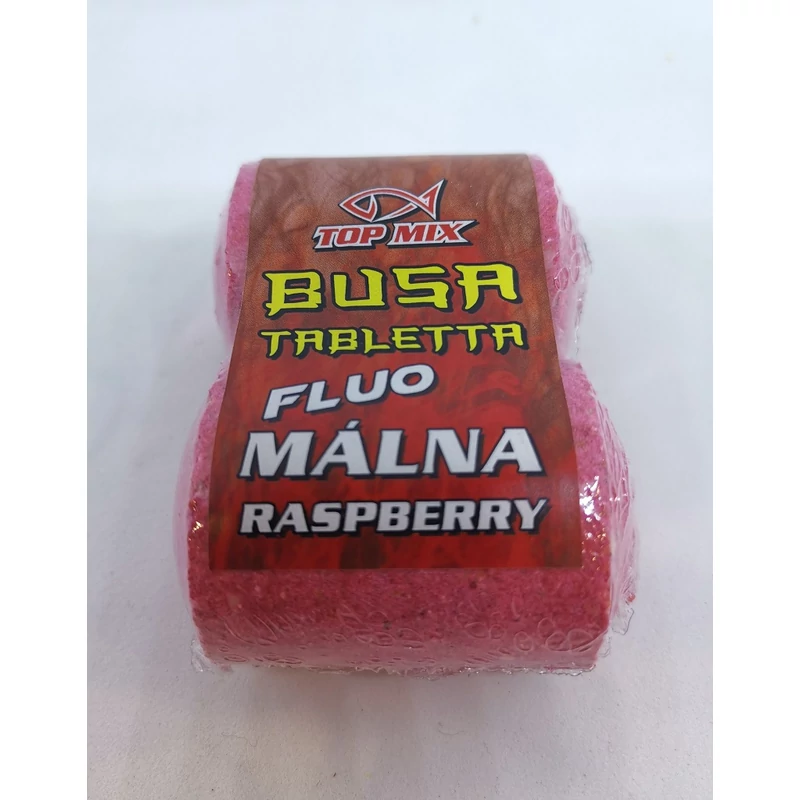 TOP MIX
BUSA
TABLETTA
FLUO
MÁLNA
RASPBERRY